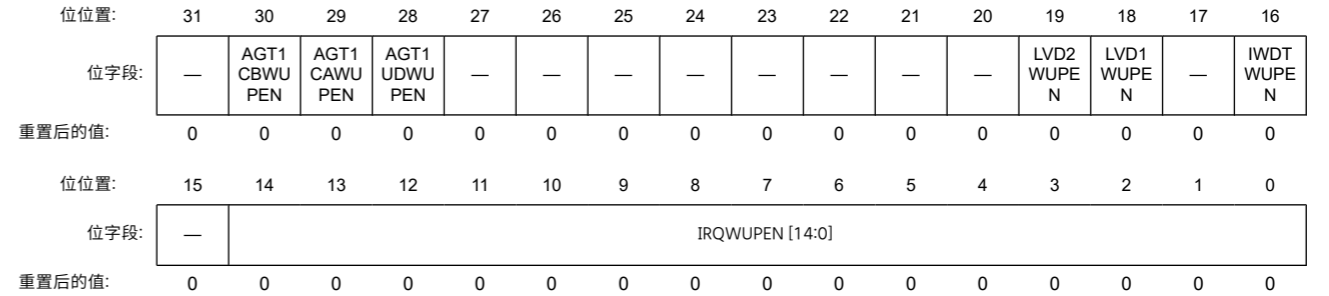 位位置: 31 30 29 28 27 26 25 24 23 22 21 20 19 18 17 16
位字段: — AGT1 CBWU PEN AGT1 CAWU PEN AGT1 UDWU PEN — — — — — — — — LVD2 WUPE N LVD1 WUPE N — IWDT WUPE N
重置后的值: 0 0 0 0 0 0 0 0 0 0 0 0 0 0 0 0
位位置: 15 14 13 12 11 10 9 8 7 6 5 4 3 2 1 0
位字段: — IRQWUPEN [14:0]
重置后的值: 0 0 0 0 0 0 0 0 0 0 0 0 0 0 0 0